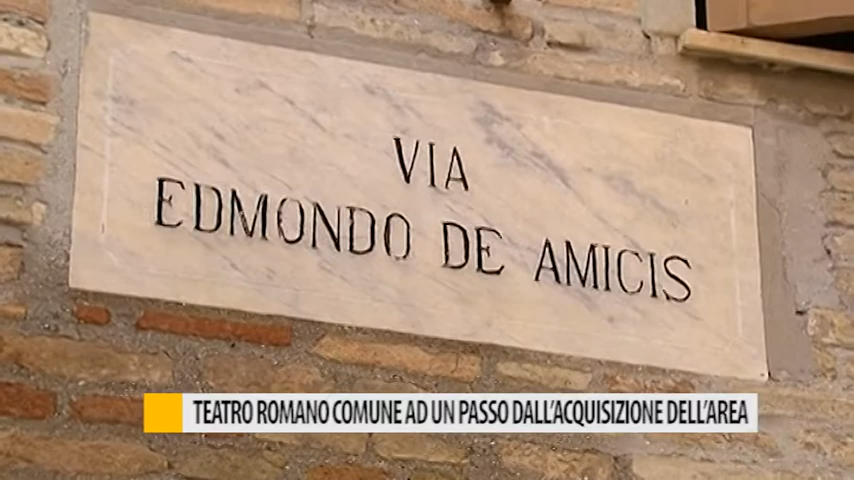 VIA
EDMONDO DE AMICIS
TEATRO ROMANO COMUNE AD UN PASSO DALL'ACQUISIZIONE DELL'AREA